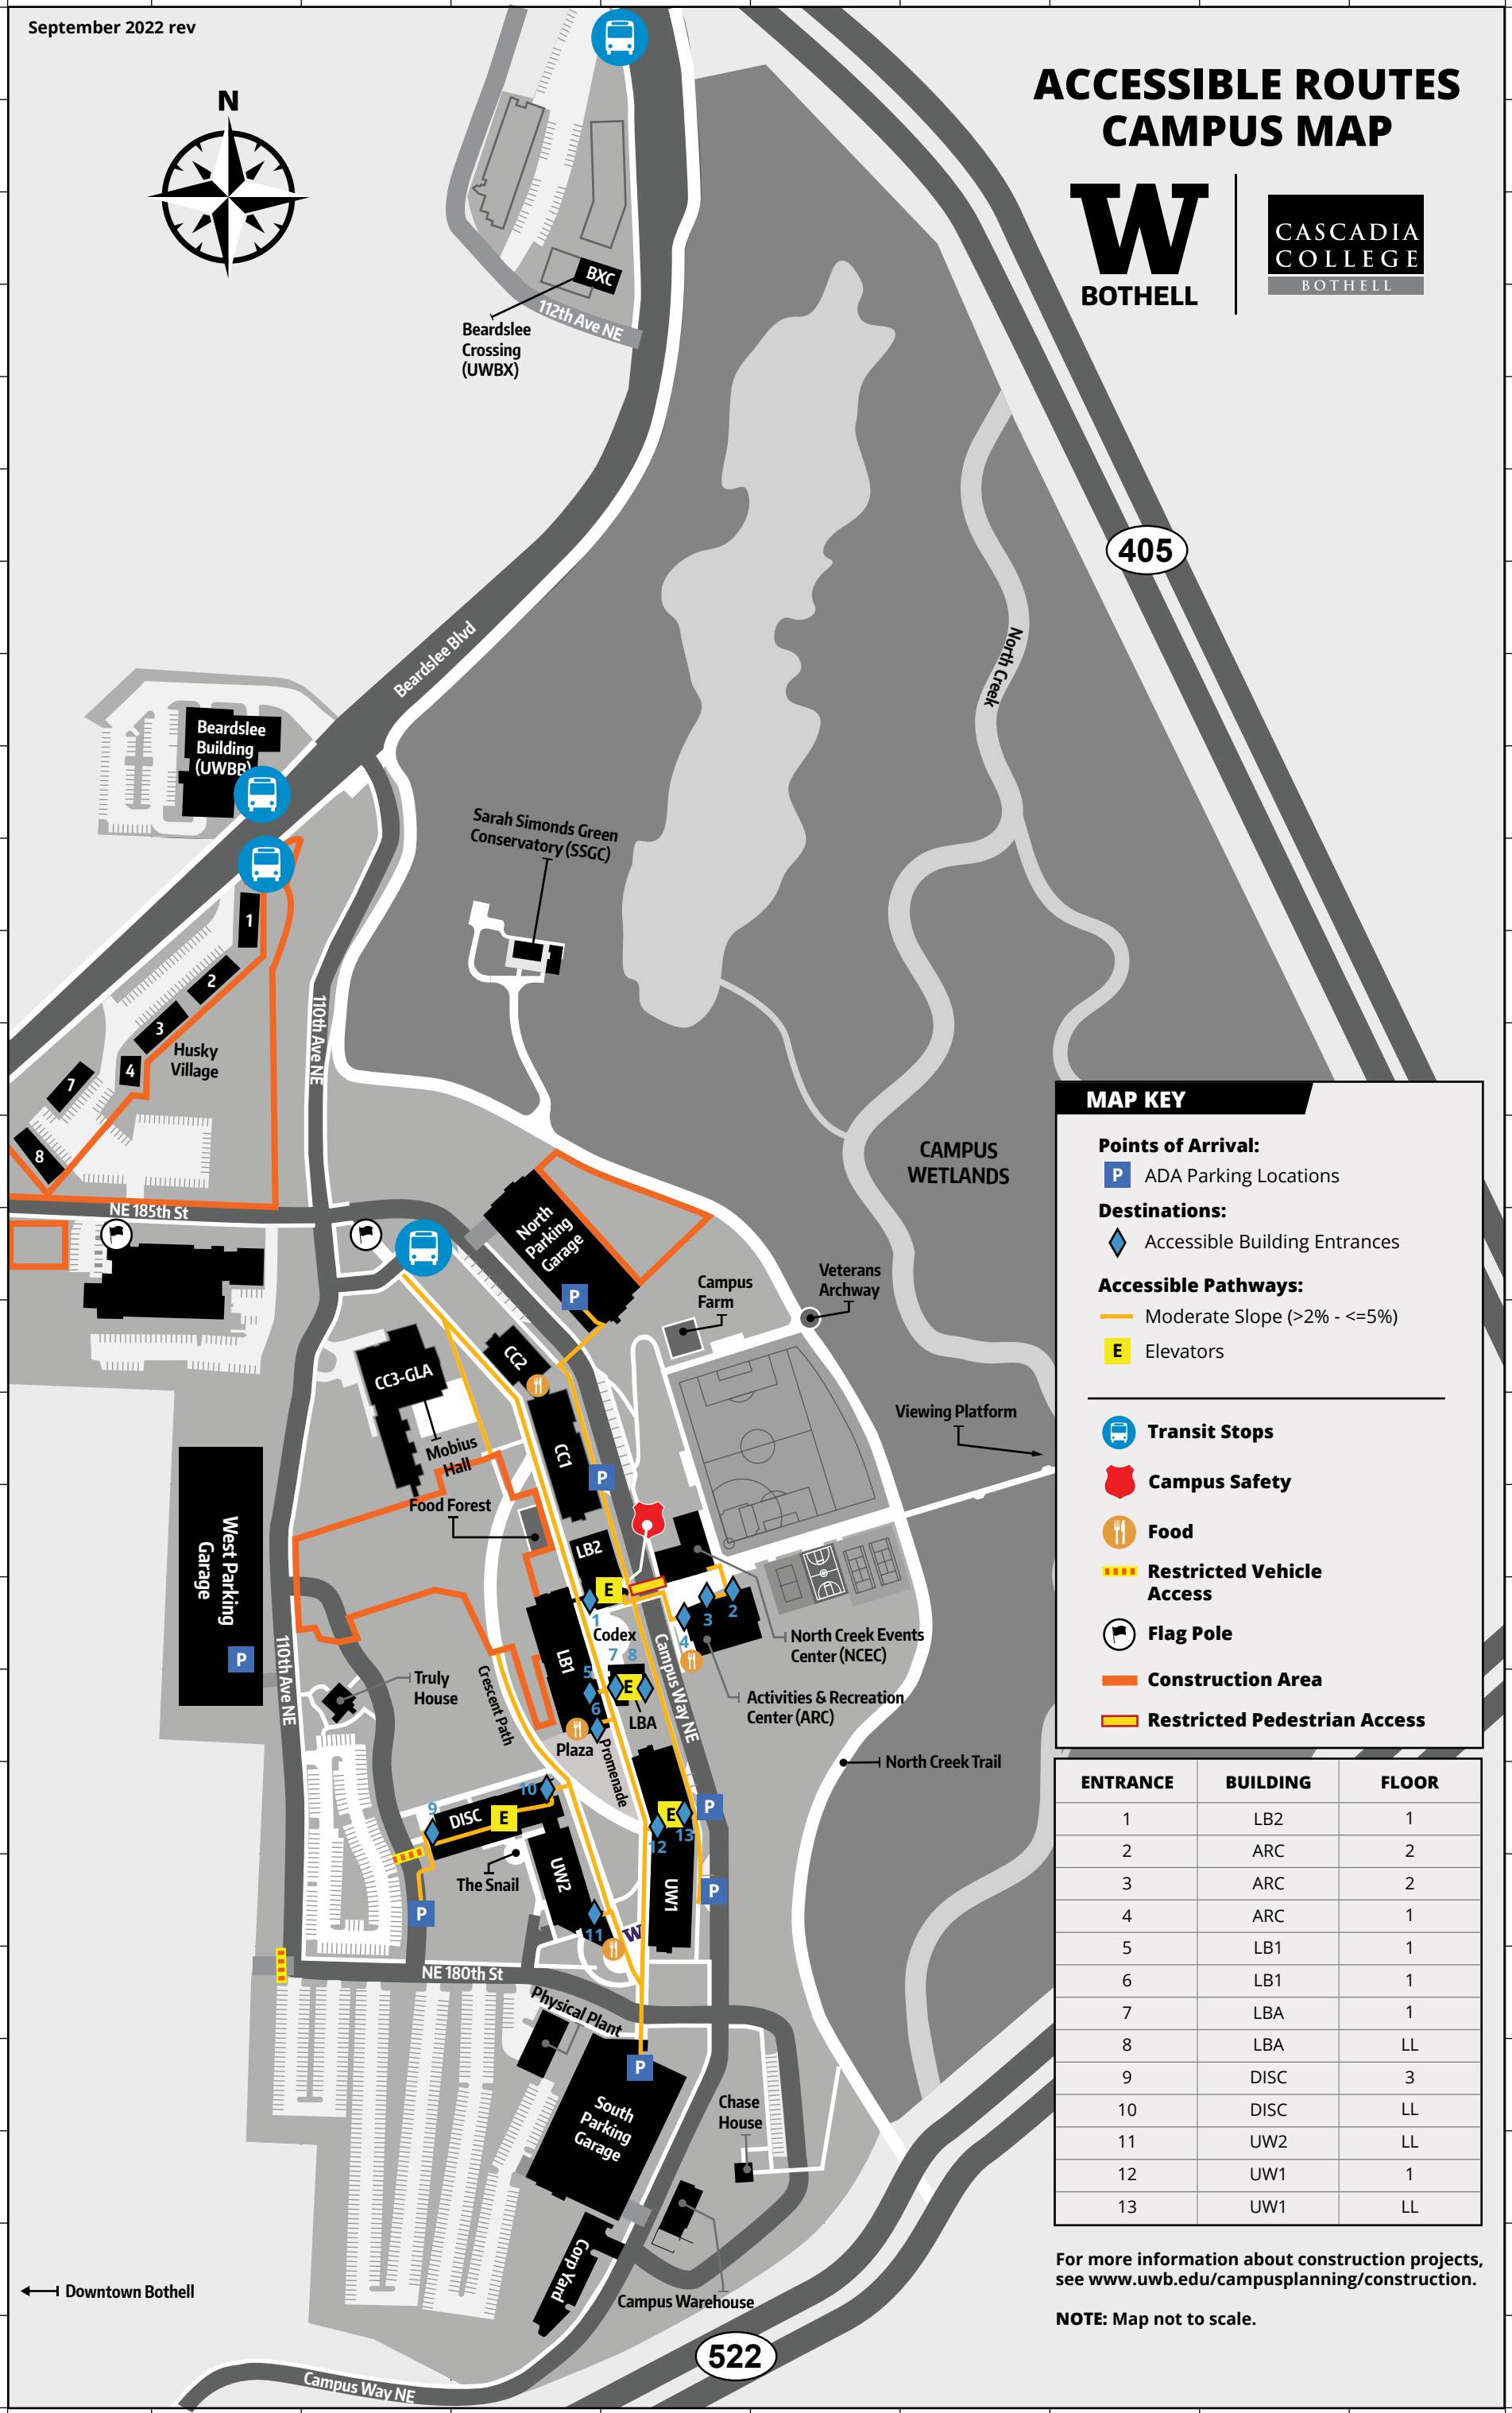 September 2022 rev
N
ACCESSIBLE ROUTES
CAMPUS MAP
W
BOTHELL
CASCADIA
COLLEGE
BOTHELL
BXC
112th Ave NE
Beardslee
Crossing
(UWBX)
405
North Creek
Beardslee Blvd
Beardslee
Building
(UWBB)
Sarah Simonds Green
Conservatory (SSGC)
1
2
3
4
7
8
Husky
Village
110th Ave NE
NE 185th St
CAMPUS
WETLANDS
North
Parking
Garage
P
Campus
Farm
Veterans
Archway
CC2
CC3-GLA
Mobius
Hall
CC1
P
Viewing Platform
Food Forest
LB2
E
1
Codex
2
3
4
West Parking
Garage
P
110th Ave NE
North Creek Events
Center (NCEC)
LB1
7
8
5
E
6
LBA
Campus Way NE
Activities & Recreation
Center (ARC)
Truly
House
Crescent Path
Plaza
Promenade
North Creek Trail
10
9
DISC
E
E
12
13
P
The Snail
UW2
UW1
P
P
11
W
NE 180th St
Physical Plant
P
South
Parking
Garage
Chase
House
Corp Yard
Campus Warehouse
Downtown Bothell
522
Campus Way NE
MAP KEY
Points of Arrival:
P ADA Parking Locations
Destinations:
Accessible Building Entrances
Accessible Pathways:
Moderate Slope (>2% - <=5%)
E Elevators
Transit Stops
Campus Safety
Food
Restricted Vehicle
Access
Flag Pole
Construction Area
Restricted Pedestrian Access
ENTRANCE BUILDING FLOOR
1 LB2 1
2 ARC 2
3 ARC 2
4 ARC 1
5 LB1 1
6 LB1 1
7 LBA 1
8 LBA LL
9 DISC 3
10 DISC LL
11 UW2 LL
12 UW1 1
13 UW1 LL
For more information about construction projects,
see www.uwb.edu/campusplanning/construction.
NOTE: Map not to scale.